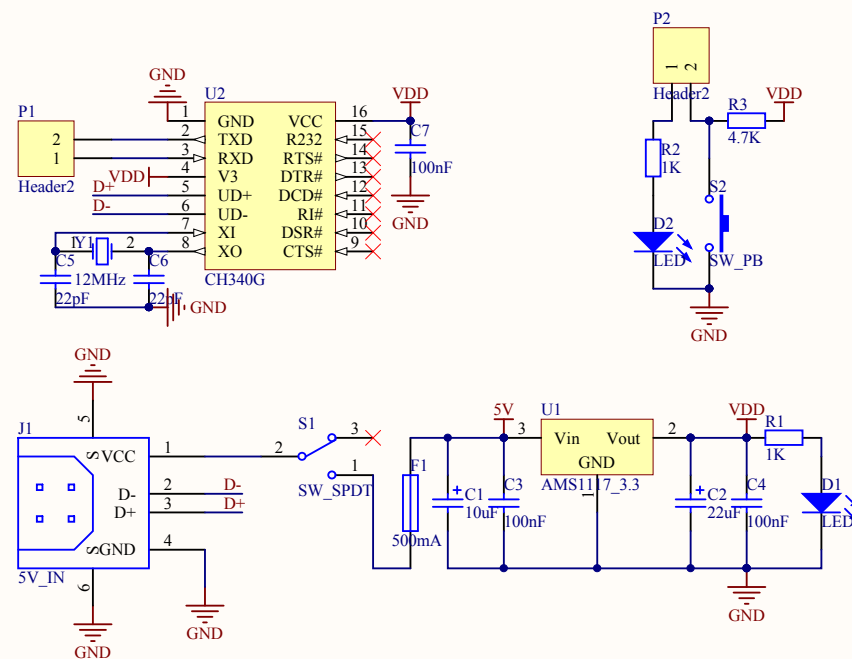 GND
U2
P1
2
1
Header2
1
2
3
4
5
6
7
8
GND
TXD
RXD
V3
UD+
UD-
XI
XO
VCC
R232
RTS#
DTR#
DCD#
RI#
DSR#
CTS#
16
15
14
13
12
11
10
9
CH340G
VDD
C7
100nF
GND
VDD
D+
D-
1
Y1
2
12MHz
C5
22pF
C6
22pF
GND
P2
1
2
Header2
R3
4.7K
VDD
R2
1K
S2
SW_PB
D2
LED
GND
GND
5
J1
S
VCC
D-
D+
S
GND
1
2
3
4
D-
D+
5V_IN
6
GND
GND
S1
2
3
1
SW_SPDT
F1
500mA
5V
C1
10uF
C3
100nF
U1
3
Vin
Vout
2
GND
1
AMS1117_3.3
VDD
C2
22uF
C4
100nF
R1
1K
D1
LED
GND